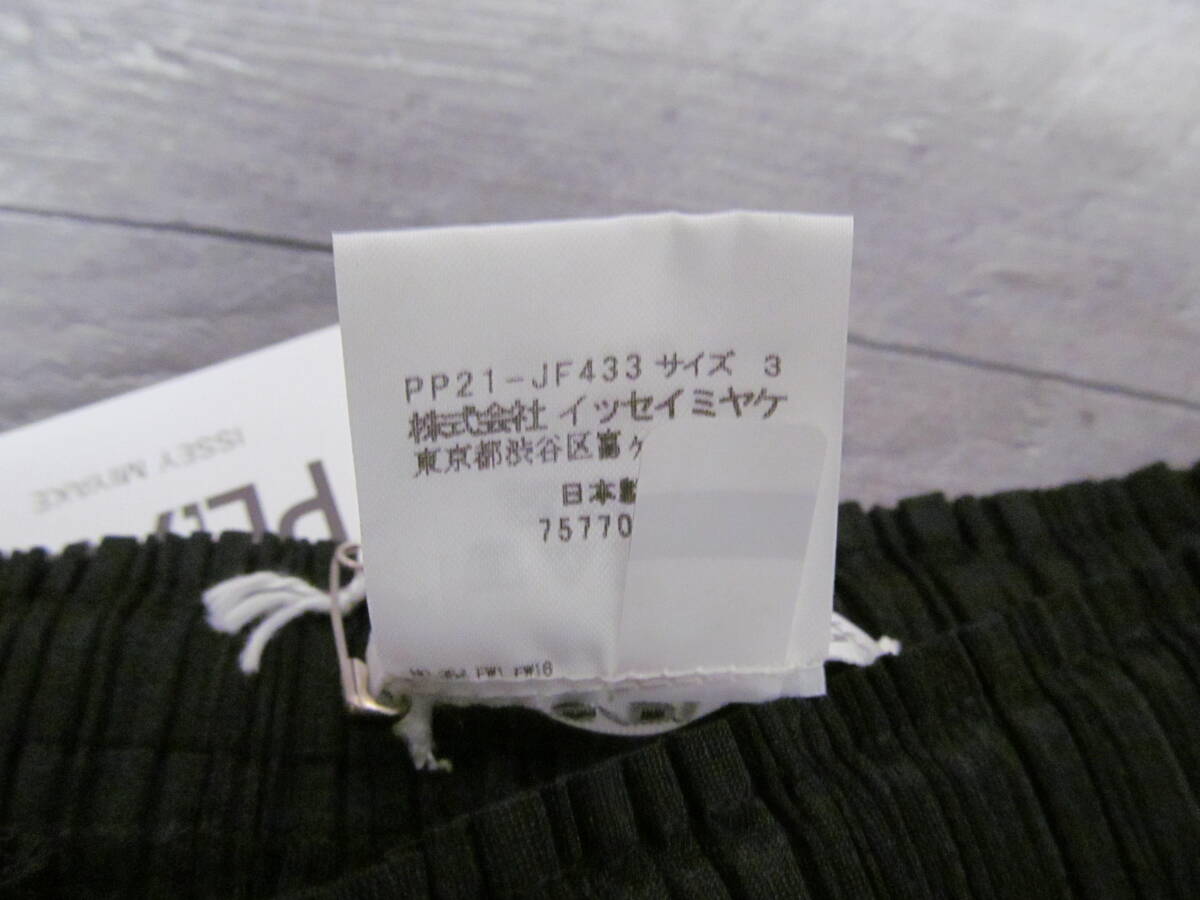 PP21-JF433 サイズ 3
株式会社 イッセイミヤケ
東京都渋谷区富ヶ
日本製
75770
ISSEY MIYAKE